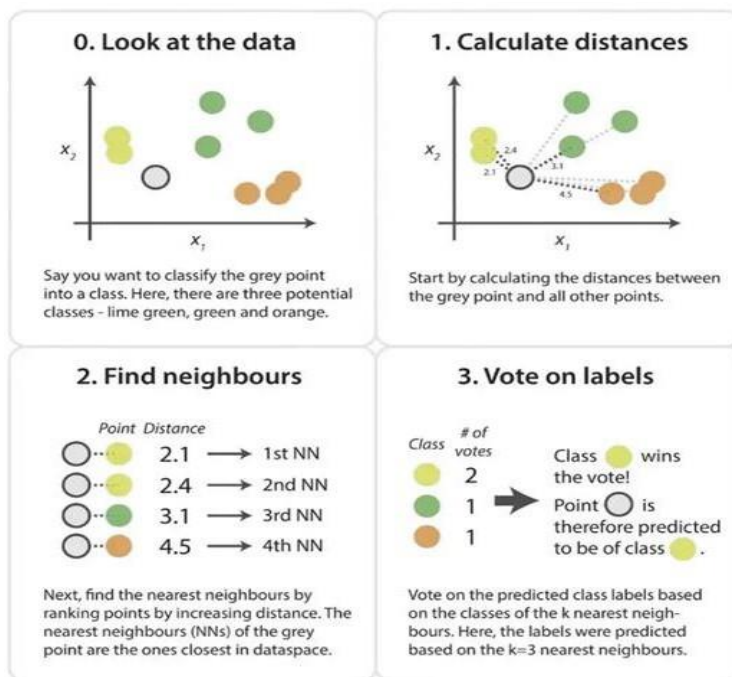 0. Look at the data
x2
x1
Say you want to classify the grey point
into a class. Here, there are three potential
classes - lime green, green and orange.
1. Calculate distances
x2
2.4
2.1
3.1
4.5
x1
Start by calculating the distances between
the grey point and all other points.
2. Find neighbours
Point Distance
2.1 → 1st NN
2.4 → 2nd NN
3.1 → 3rd NN
4.5 → 4th NN
Next, find the nearest neighbours by
ranking points by increasing distance. The
nearest neighbours (NNs) of the grey
point are the ones closest in dataspace.
3. Vote on labels
Class # of votes
2
1
1
Class wins
the vote!
Point is
therefore predicted
to be of class .
Vote on the predicted class labels based
on the classes of the k nearest neigh-
bours. Here, the labels were predicted
based on the k=3 nearest neighbours.